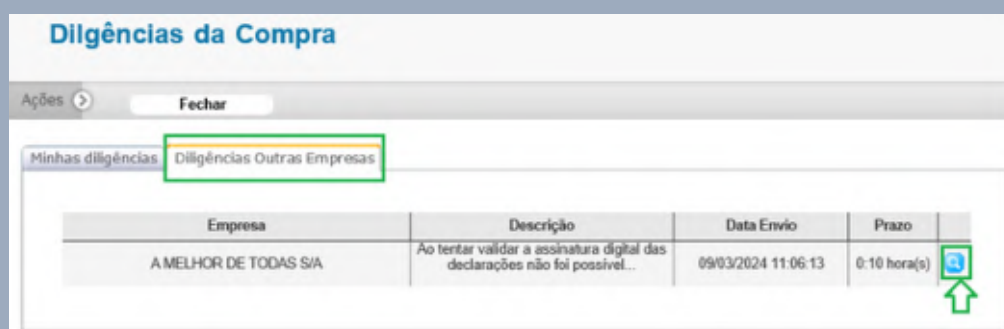 Dilgências da Compra
Ações
Fechar
Minhas diligências
Diligências Outras Empresas
Empresa Descrição Data Envio Prazo
A MELHOR DE TODAS S/A Ao tentar validar a assinatura digital das 09/03/2024 11:06:13 0:10 hora(s)
declarações não foi possível...